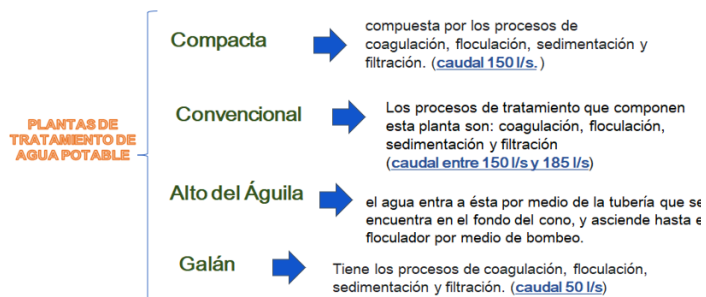 Compacta
compuesta por los procesos de
coagulación, floculación, sedimentación y
filtración. (caudal 150 l/s. )
Convencional
Los procesos de tratamiento que componen
esta planta son: coagulación, floculación,
sedimentación y filtración
(caudal entre 150 l/s y 185 l/s)
PLANTAS DE
TRATAMIENTO DE
AGUA POTABLE
Alto del Águila
el agua entra a ésta por medio de la tubería que se
encuentra en el fondo del cono, y asciende hasta e
floculador por medio de bombeo.
Galán
Tiene los procesos de coagulación, floculación,
sedimentación y filtración. (caudal 50 l/s)